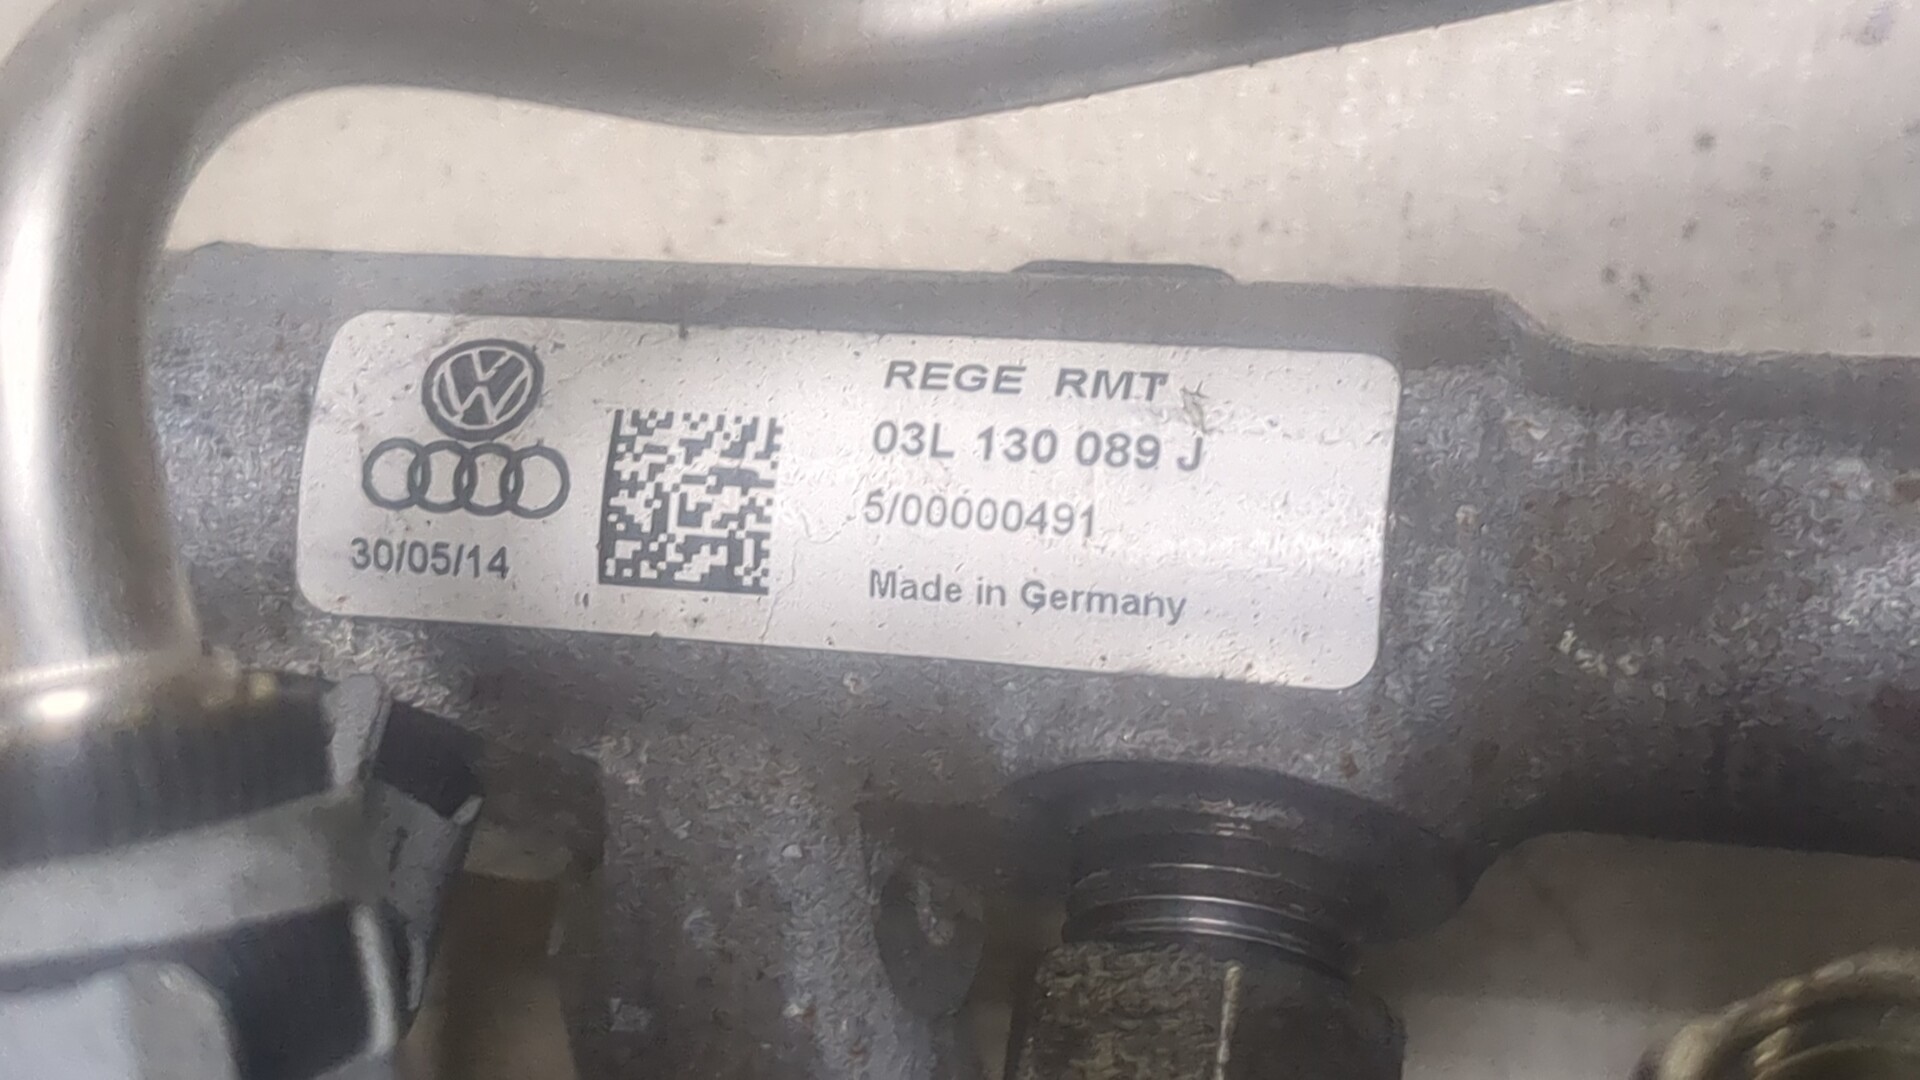 REGE RMT
03L 130 089 J
5/00000491
Made in Germany
30/05/14